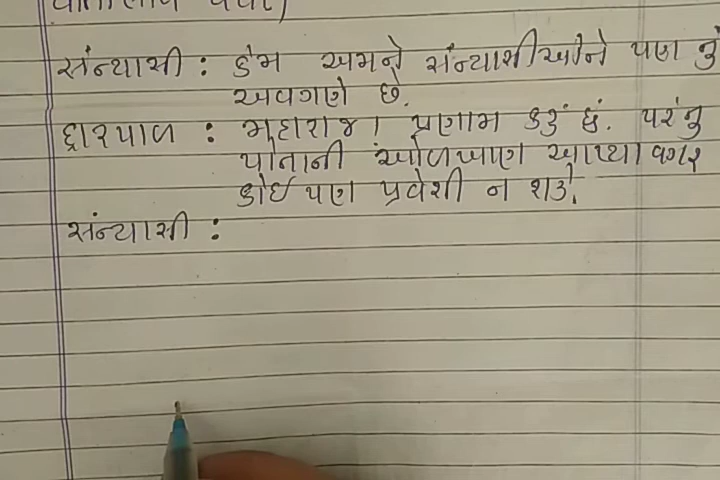 સંન્યાસી : કેમ અમને સંન્યાસીઓને પણ તું
અવગણે છે.
દ્વારપાળ : મહારાજ। પ્રણામ કરું છું. પરંતુ
પોતાની ઓળખાણ આપ્યા વગર
કોઈ પણ પ્રવેશી ન શકે.
સંન્યાસી :